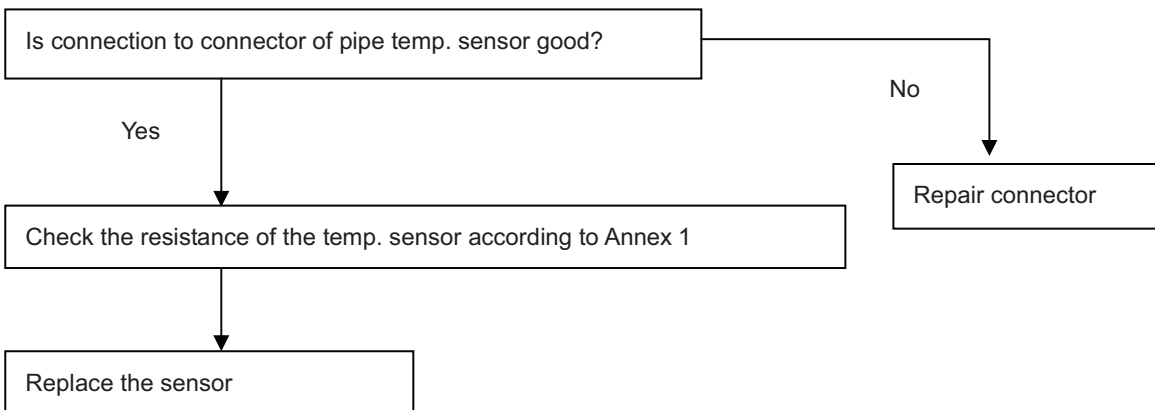 Is connection to connector of pipe temp. sensor good?
No
Yes
Repair connector
Check the resistance of the temp. sensor according to Annex 1
Replace the sensor